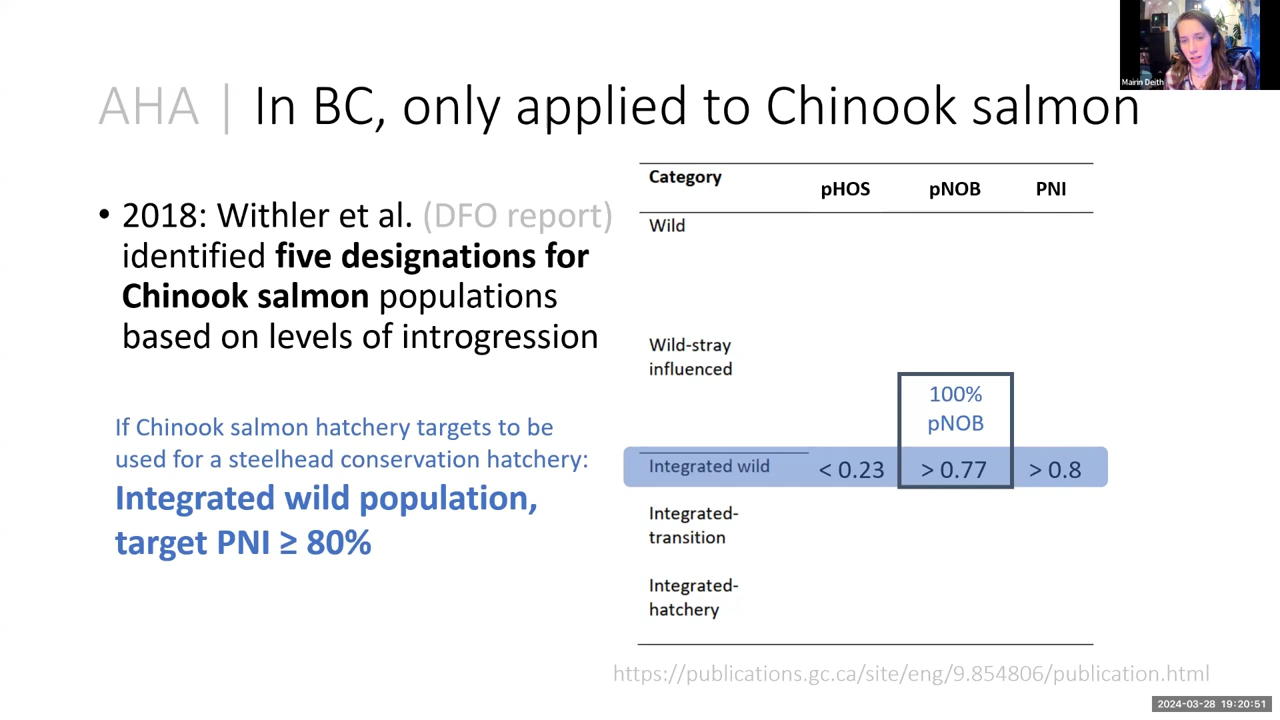 Mairin Deith
AHA | In BC, only applied to Chinook salmon
• 2018: Withler et al. (DFO report)
identified five designations for
Chinook salmon populations
based on levels of introgression
If Chinook salmon hatchery targets to be
used for a steelhead conservation hatchery:
Integrated wild population,
target PNI ≥ 80%
Category pHOS pNOB PNI
Wild
Wild-stray
influenced
100%
pNOB
Integrated wild < 0.23 > 0.77 > 0.8
Integrated-
transition
Integrated-
hatchery
https://publications.gc.ca/site/eng/9.854806/publication.html
2024-03-28 19:20:51